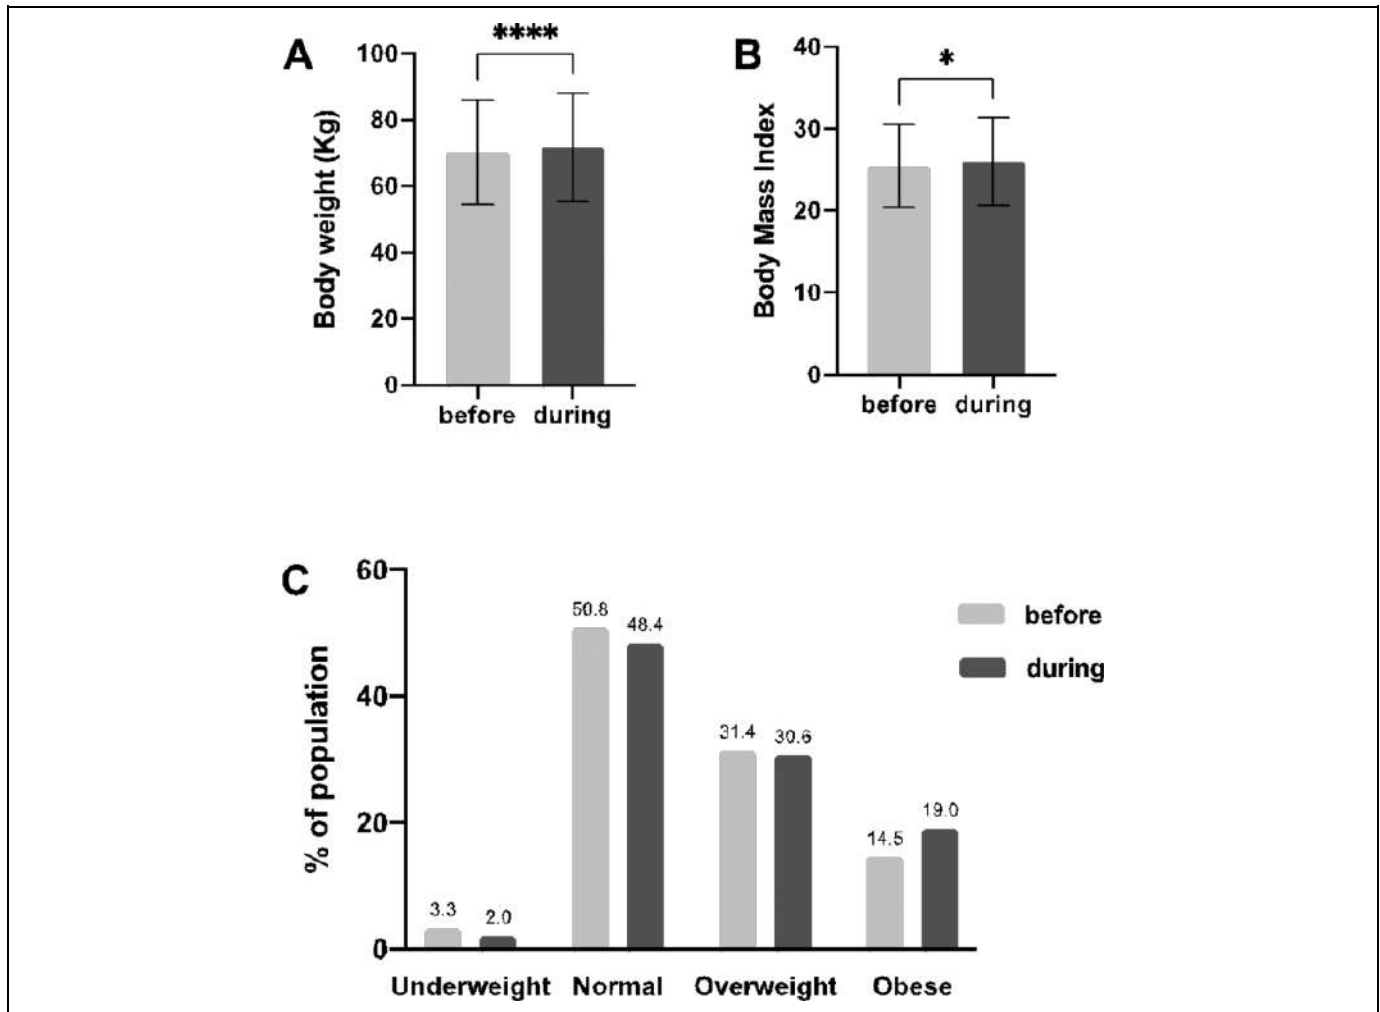 A
****
100
80
60
40
20
0
Body weight (Kg)
before during
B
*
40
30
20
10
0
Body Mass Index
before during
C
60
40
20
0
% of population
3.3 2.0
50.8 48.4
31.4 30.6
14.5 19.0
Underweight Normal Overweight Obese
before
during